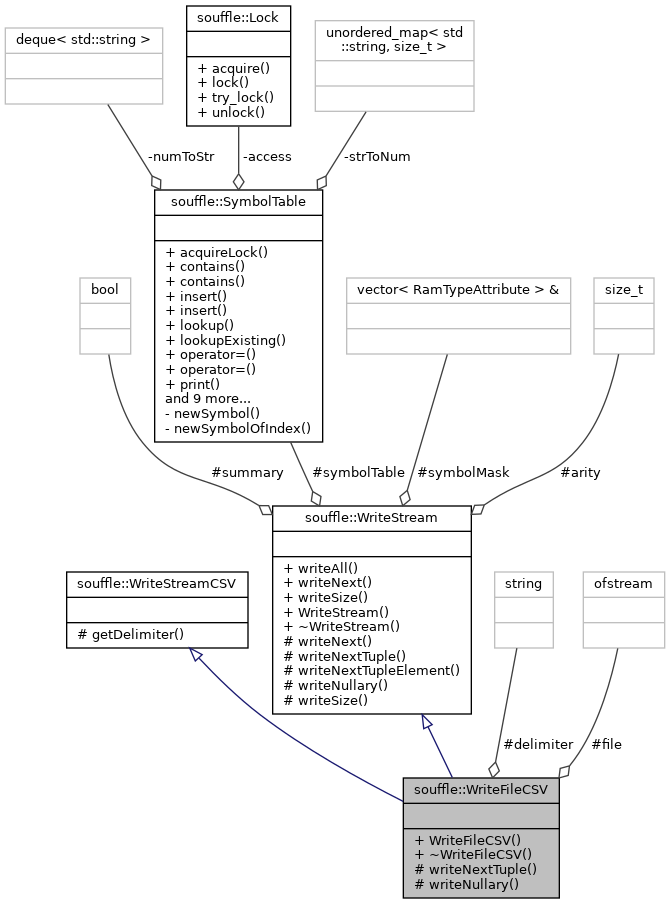 souffle::Lock
+ acquire()
+ lock()
+ try_lock()
+ unlock()
deque< std::string >
unordered_map< std
::string, size_t >
-numToStr
-access
-strToNum
souffle::SymbolTable
+ acquireLock()
+ contains()
+ contains()
+ insert()
+ insert()
+ lookup()
+ lookupExisting()
+ operator=()
+ operator=()
+ print()
and 9 more...
- newSymbol()
- newSymbolOfIndex()
bool
vector< RamTypeAttribute > &
size_t
#summary
#symbolTable
#symbolMask
#arity
souffle::WriteStream
+ writeAll()
+ writeNext()
+ writeSize()
+ WriteStream()
+ ~WriteStream()
# writeNext()
# writeNextTuple()
# writeNextTupleElement()
# writeNullary()
# writeSize()
souffle::WriteStreamCSV
# getDelimiter()
string
ofstream
#delimiter
#file
souffle::WriteFileCSV
+ WriteFileCSV()
+ ~WriteFileCSV()
# writeNextTuple()
# writeNullary()